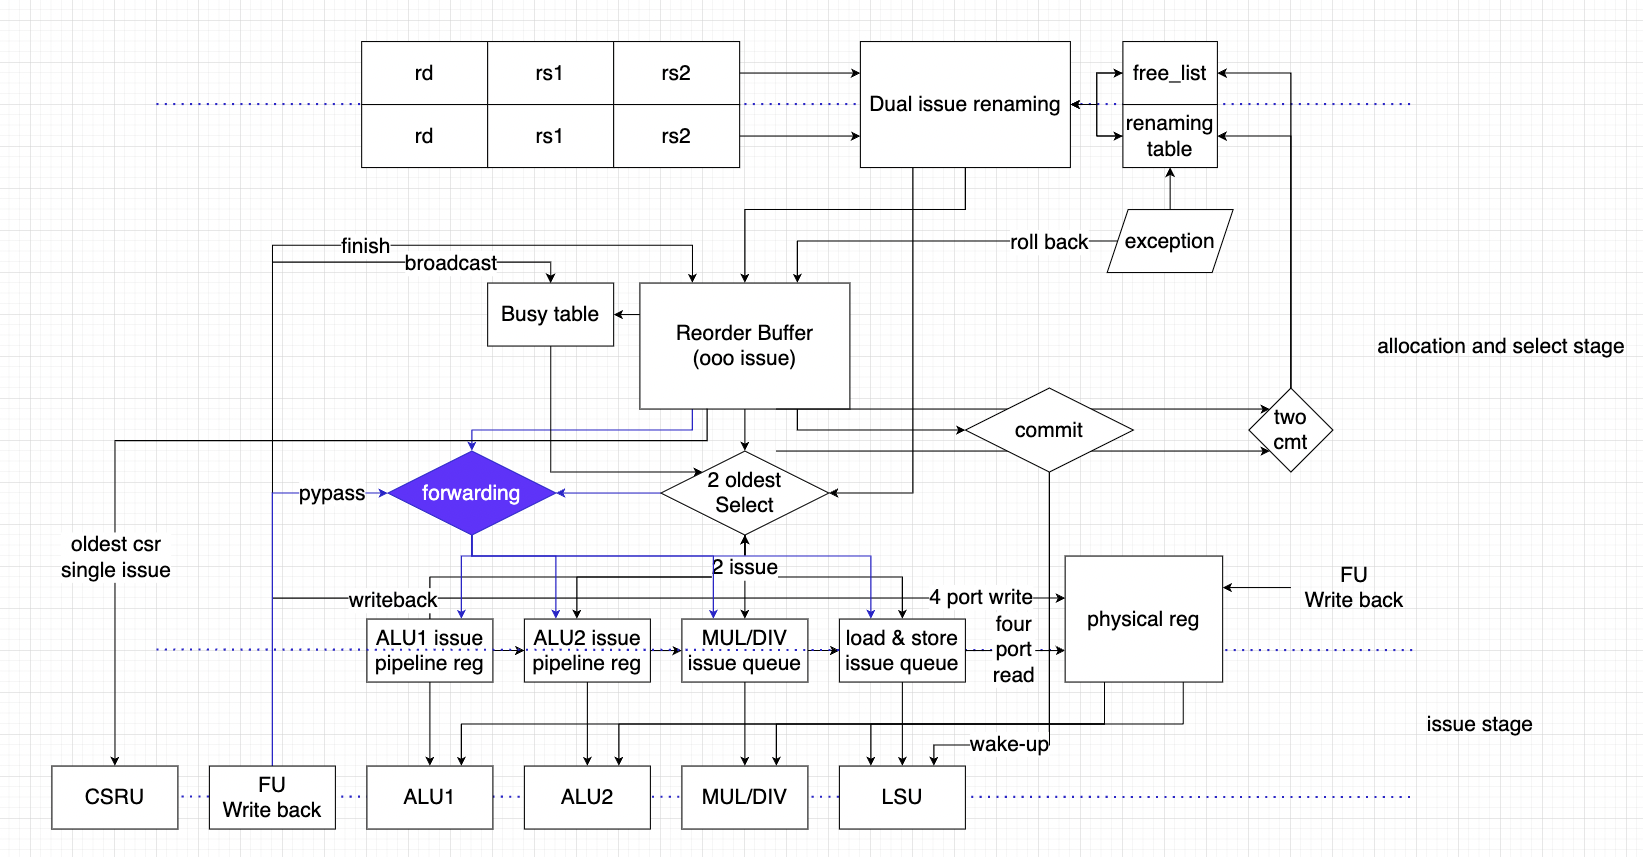 rd rs1 rs2
rd rs1 rs2
Dual issue renaming
free_list
renaming
table
exception
roll back
finish
broadcast
Busy table
Reorder Buffer
(ooo issue)
allocation and select stage
commit
two
cmt
pypass
forwarding
2 oldest
Select
oldest csr
single issue
2 issue
writeback
4 port write
four
port
read
physical reg
FU
Write back
ALU1 issue
pipeline reg
ALU2 issue
pipeline reg
MUL/DIV
issue queue
load & store
issue queue
issue stage
wake-up
CSRU
FU
Write back
ALU1
ALU2
MUL/DIV
LSU